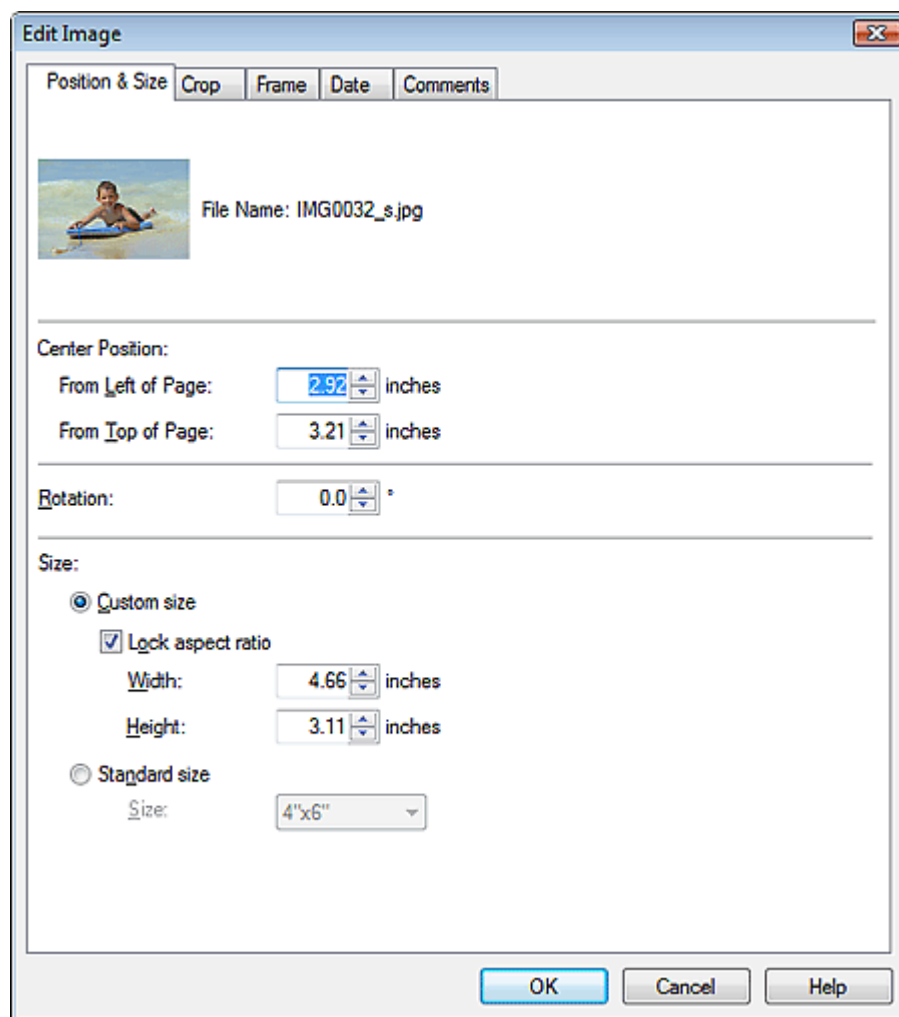 Edit Image
Position & Size Crop Frame Date Comments
File Name: IMG0032_s.jpg
Center Position:
From Left of Page: 2.92 inches
From Top of Page: 3.21 inches
Rotation: 0.0 °
Size:
Custom size
Lock aspect ratio
Width: 4.66 inches
Height: 3.11 inches
Standard size
Size: 4"x6"
OK Cancel Help